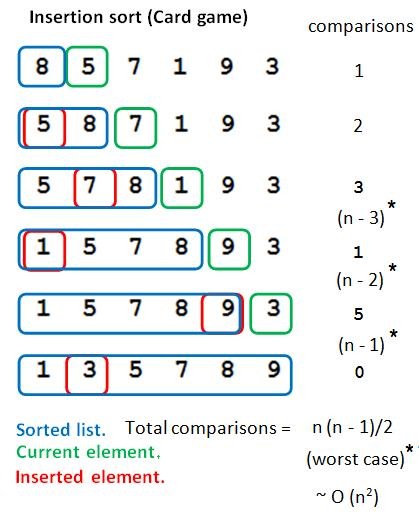 Insertion sort (Card game)
comparisons
8 5 7 1 9 3 1
5 8 7 1 9 3 2
5 7 8 1 9 3 3
(n - 3)*
1 5 7 8 9 3 1
(n - 2)*
1 5 7 8 9 3 5
(n - 1)*
1 3 5 7 8 9 0
Sorted list. Total comparisons = n (n - 1)/2
Current element.
(worst case)*
Inserted element.
~ O (n²)